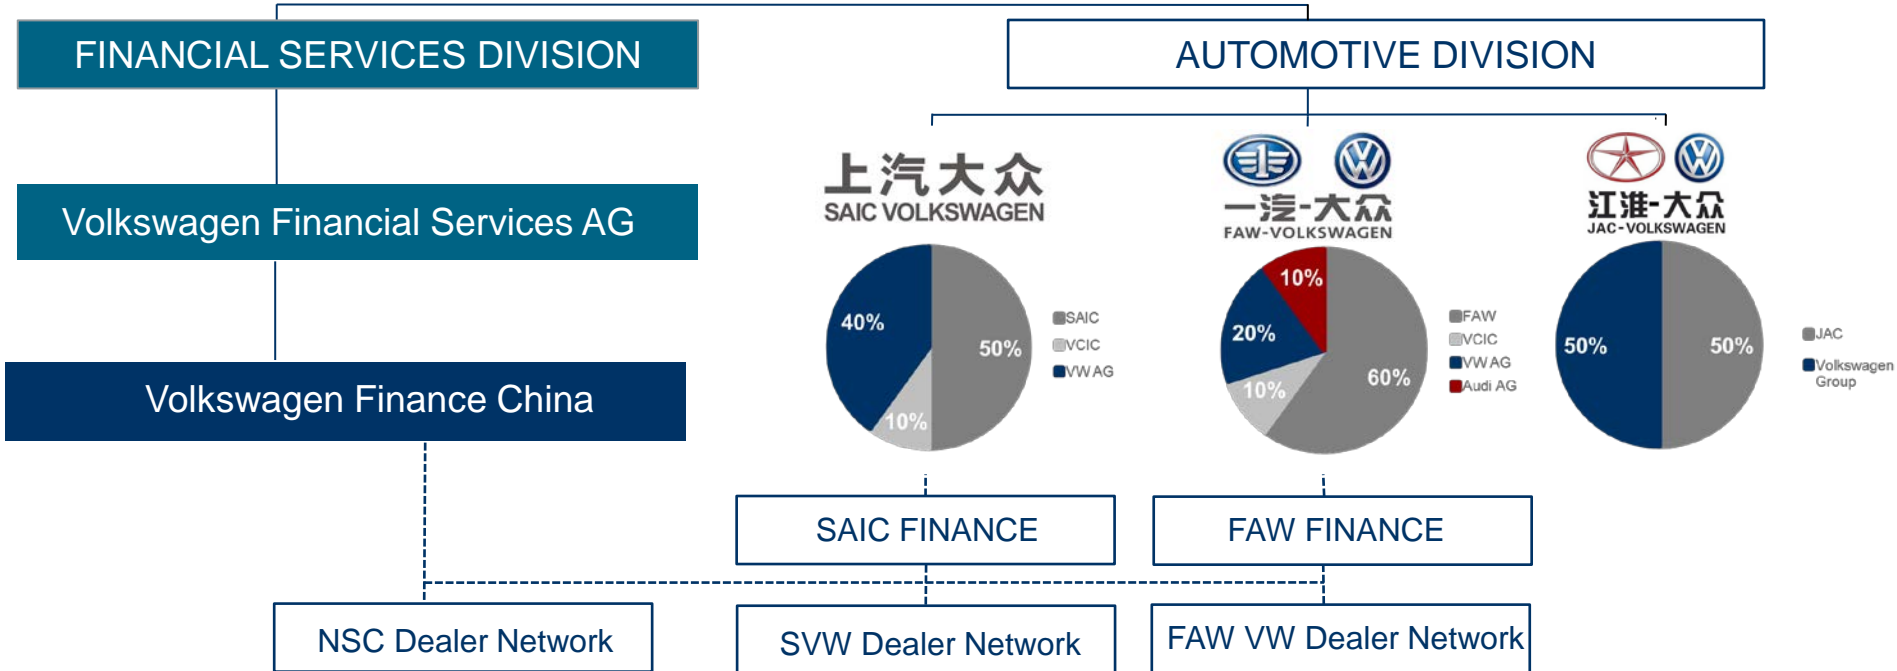 FINANCIAL SERVICES DIVISION
AUTOMOTIVE DIVISION
上汽大众
SAIC VOLKSWAGEN
一汽-大众
FAW-VOLKSWAGEN
江淮-大众
JAC-VOLKSWAGEN
Volkswagen Financial Services AG
Volkswagen Finance China
40%
50%
10%
SAIC
VCIC
VW AG
10%
20%
10%
60%
FAW
VCIC
VW AG
Audi AG
50%
50%
JAC
Volkswagen
Group
SAIC FINANCE
FAW FINANCE
NSC Dealer Network
SVW Dealer Network
FAW VW Dealer Network